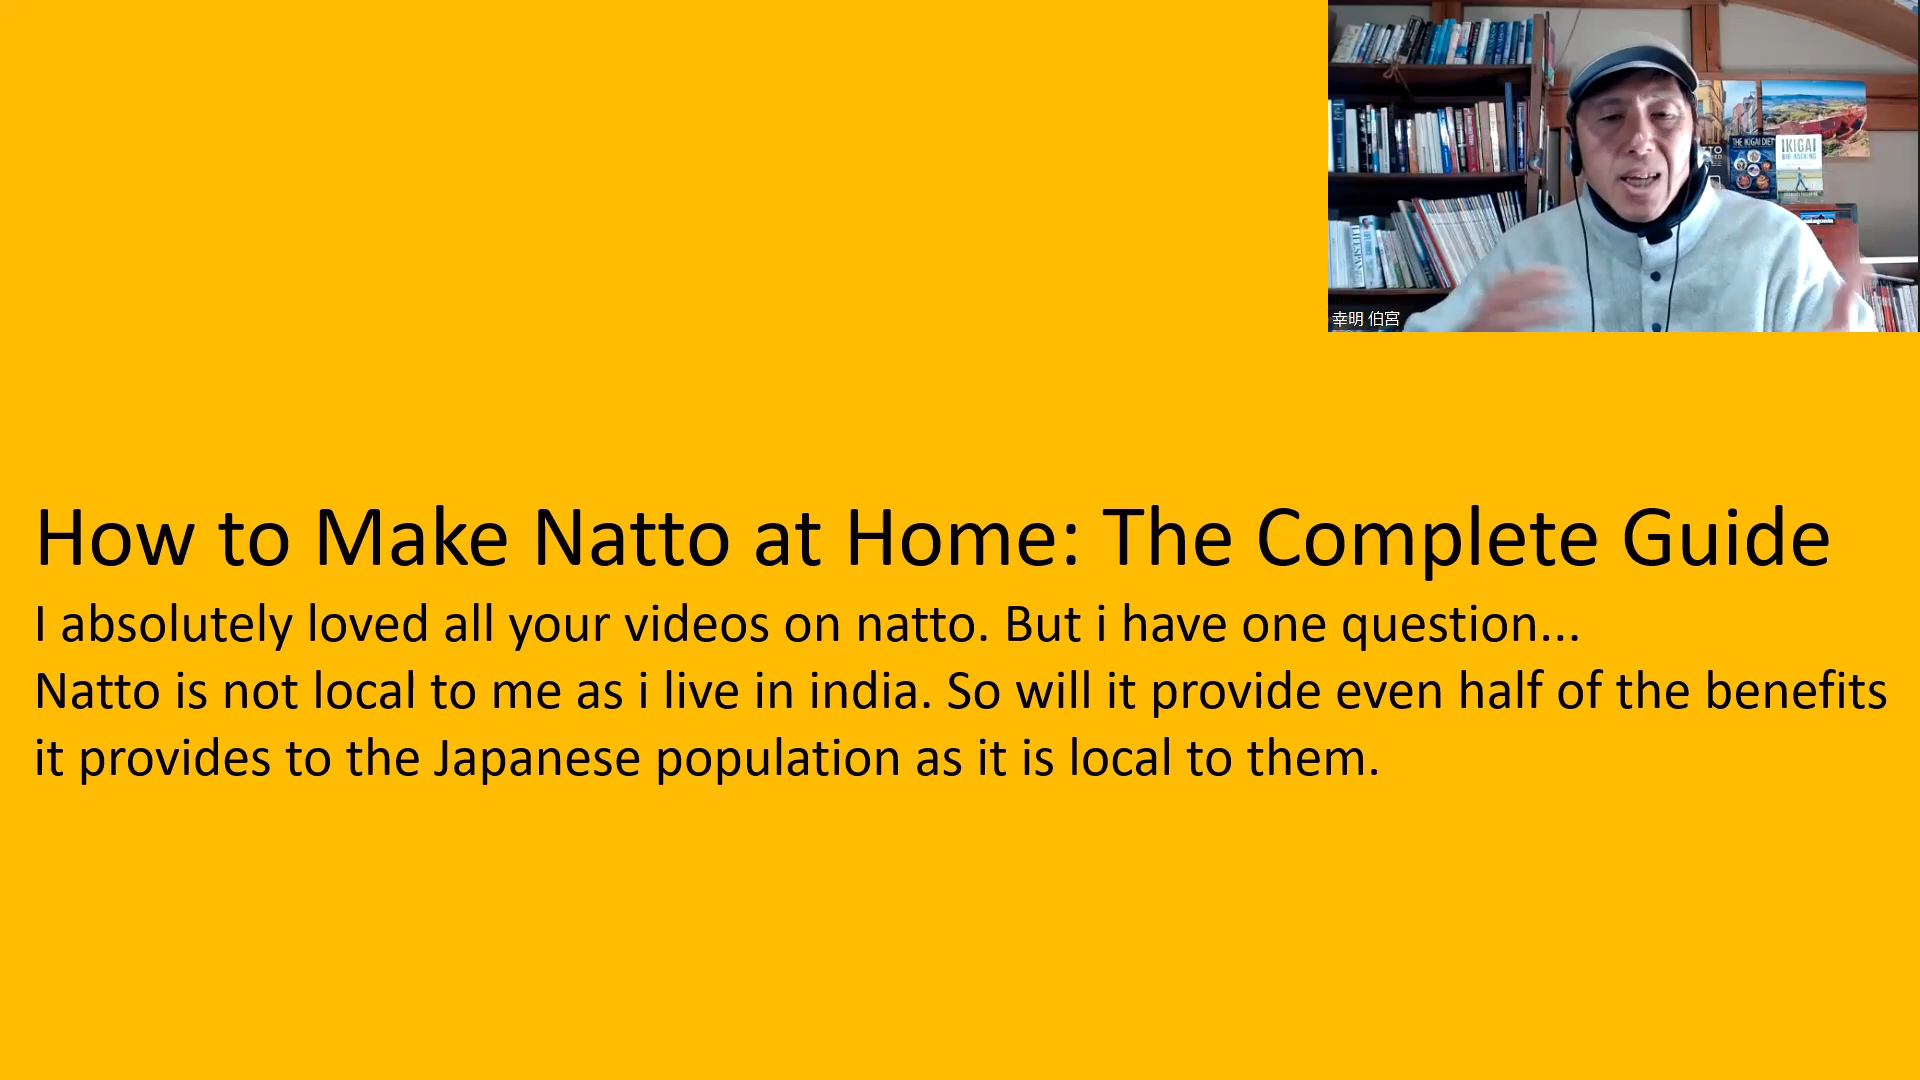 THE IKIGAI DIET
IKIGAI
BIO-HACKING
幸明 伯宮
How to Make Natto at Home: The Complete Guide
I absolutely loved all your videos on natto. But i have one question...
Natto is not local to me as i live in india. So will it provide even half of the benefits
it provides to the Japanese population as it is local to them.